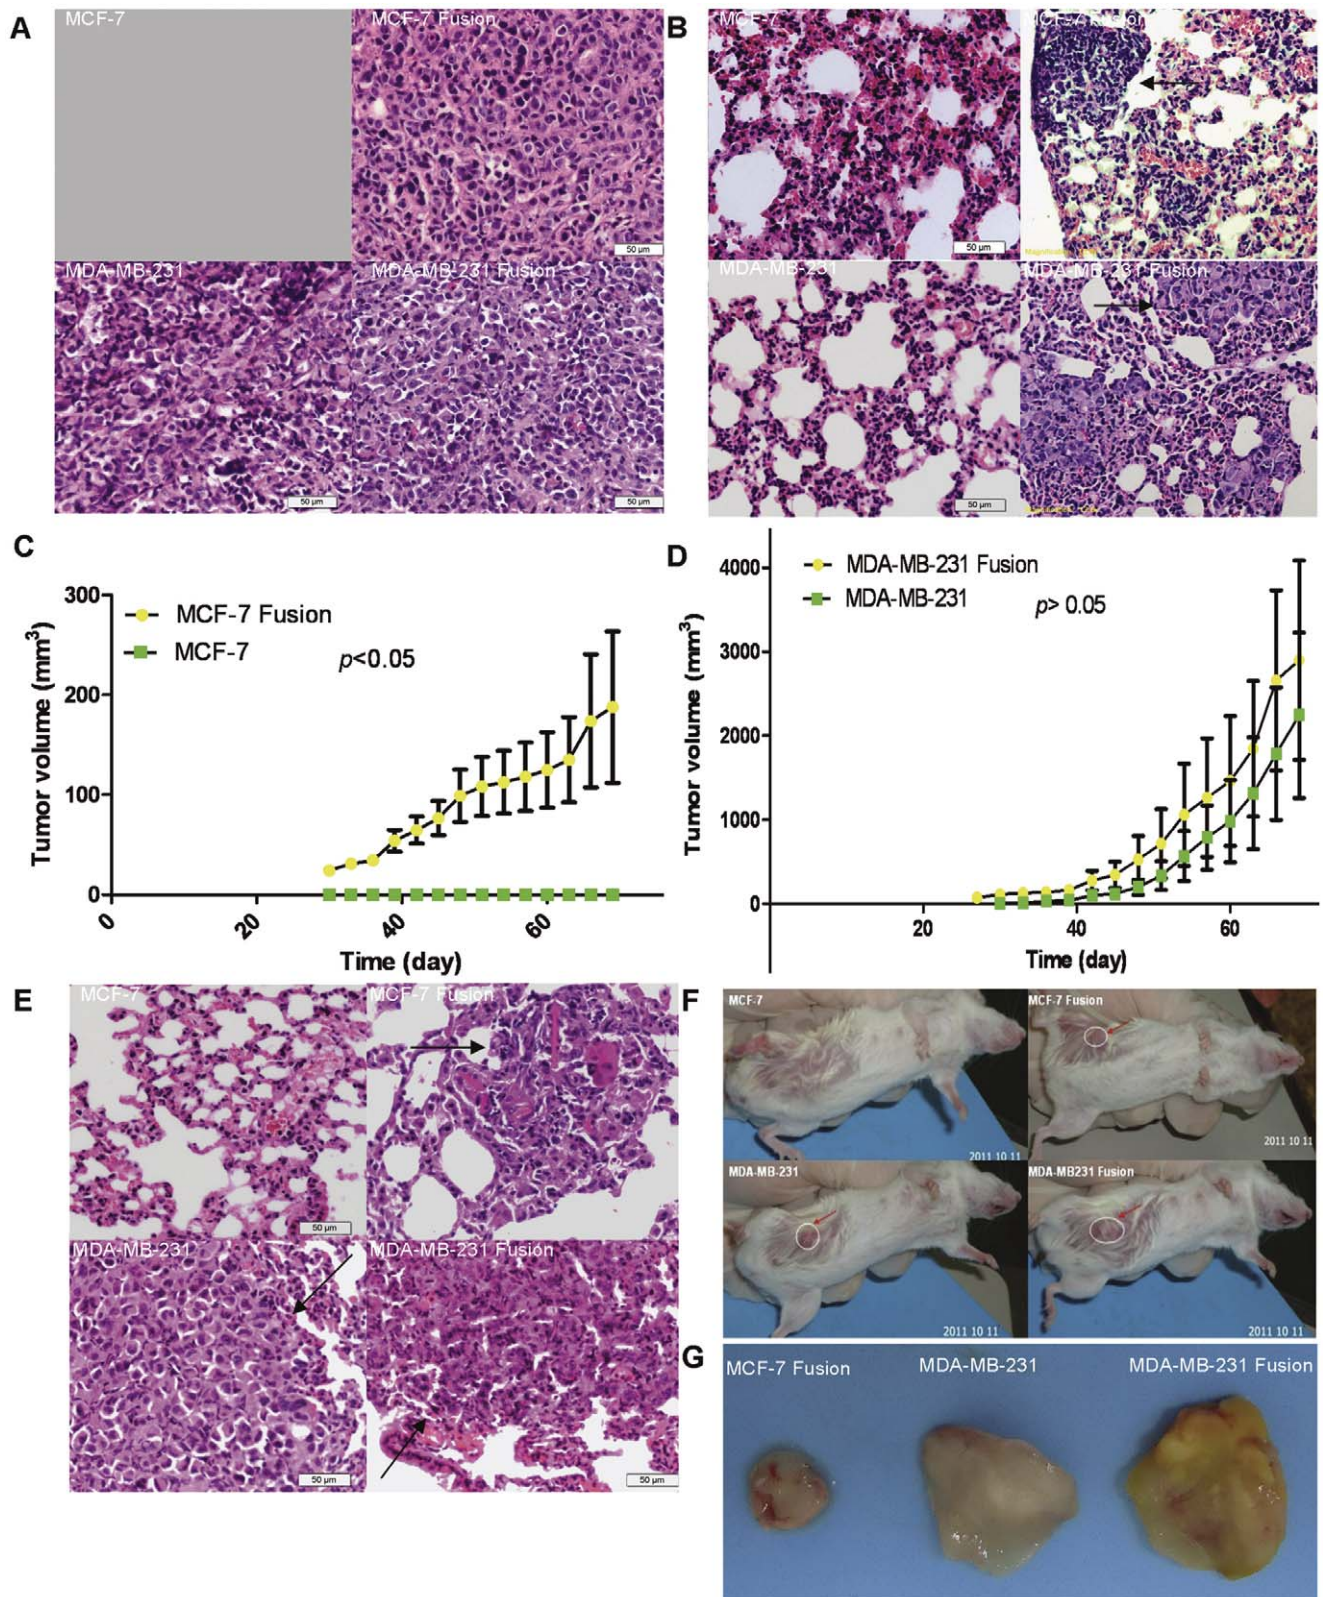 A
MCF-7
MCF-7 Fusion
50 µm
MDA-MB-231
MDA-MB-231 Fusion
50 µm
50 µm
B
MCF-7
MCF-7 Fusion
50 µm
MDA-MB-231
MDA-MB-231 Fusion
50 µm
C
300
200
100
0
Tumor volume (mm³)
MCF-7 Fusion
MCF-7
p<0.05
0
20
40
60
Time (day)
D
4000
3000
2000
1000
0
Tumor volume (mm³)
MDA-MB-231 Fusion
MDA-MB-231
p> 0.05
20
40
60
Time (day)
E
MCF-7
MCF-7 Fusion
50 µm
MDA-MB-231
MDA-MB-231 Fusion
50 µm
50 µm
F
MCF-7
MCF-7 Fusion
2011 10 11
2011 10 11
MDA-MB-231
MDA-MB231 Fusion
2011 10 11
2011 10 11
G
MCF-7 Fusion
MDA-MB-231
MDA-MB-231 Fusion